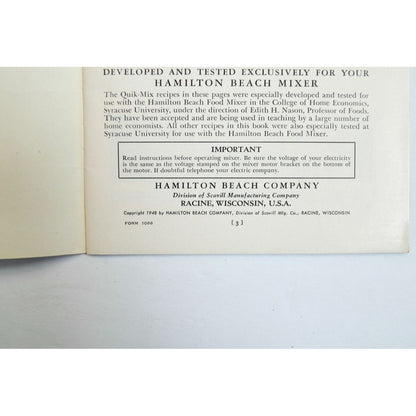 DEVELOPED AND TESTED EXCLUSIVELY FOR YOUR
HAMILTON BEACH MIXER
The Quik-Mix recipes in these pages were especially developed and tested for
use with the Hamilton Beach Food Mixer in the College of Home Economics,
Syracuse University, under the direction of Edith H. Nason, Professor of Foods.
They have been accepted and are being used in teaching by a large number of
home economists. All other recipes in this book were also especially tested at
Syracuse University for use with the Hamilton Beach Food Mixer.
IMPORTANT
Read instructions before operating mixer. Be sure the voltage of your electricity
is the same as the voltage stamped on the mixer motor bracket on the bottom of
the motor. If doubtful telephone your electric company.
HAMILTON BEACH COMPANY
Division of Scovill Manufacturing Company
RACINE, WISCONSIN, U.S.A.
Copyright 1948 by HAMILTON BEACH COMPANY, Division of Scovill Mfg. Co., RACINE, WISCONSIN
FORM 1066
[ 3 ]